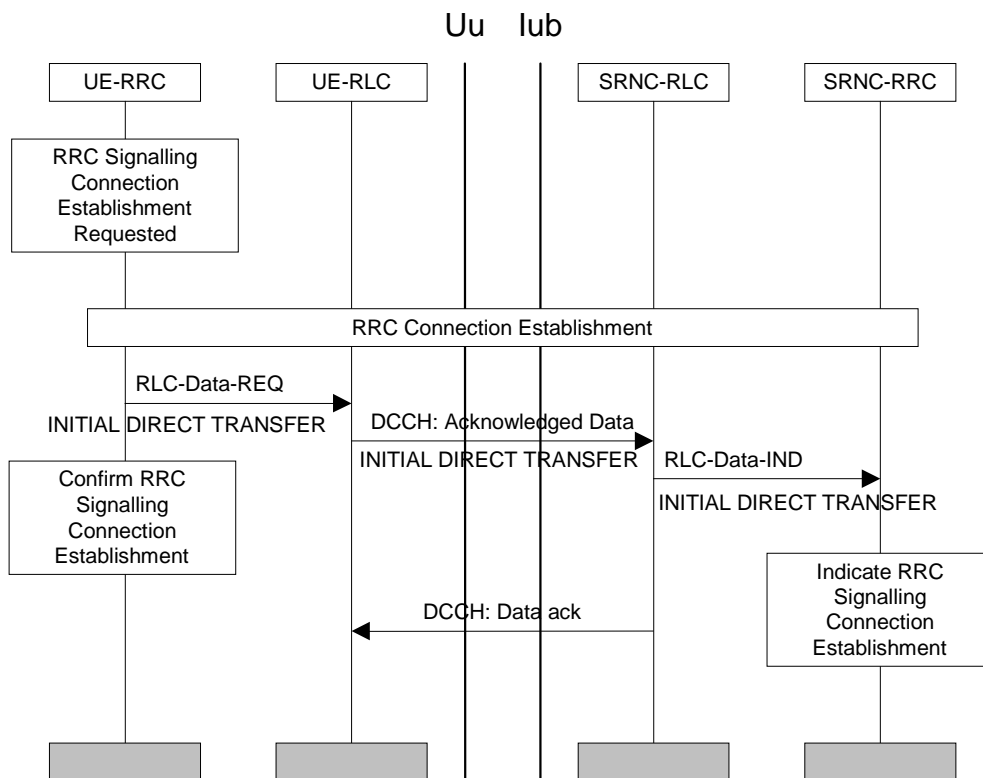 Uu Iub
UE-RRC
UE-RLC
SRNC-RLC
SRNC-RRC
RRC Signalling
Connection
Establishment
Requested
RRC Connection Establishment
RLC-Data-REQ
INITIAL DIRECT TRANSFER
DCCH: Acknowledged Data
INITIAL DIRECT TRANSFER
RLC-Data-IND
INITIAL DIRECT TRANSFER
Confirm RRC
Signalling
Connection
Establishment
Indicate RRC
Signalling
Connection
Establishment
DCCH: Data ack